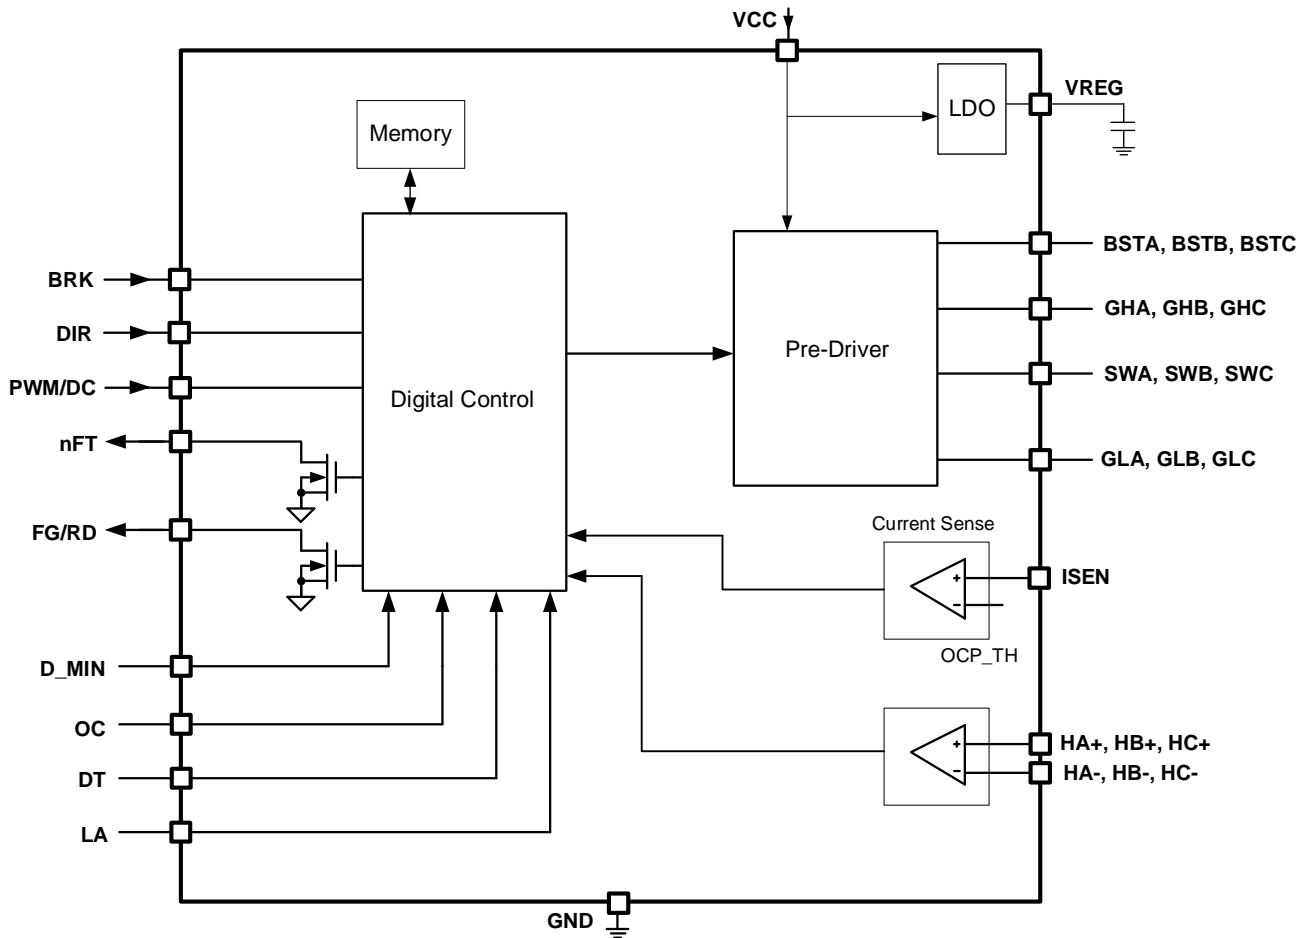 VCC
VREG
LDO
Memory
BSTA, BSTB, BSTC
BRK
GHA, GHB, GHC
DIR
Pre-Driver
SWA, SWB, SWC
PWM/DC
Digital Control
nFT
GLA, GLB, GLC
FG/RD
Current Sense
+
ISEN
-
OCP_TH
D_MIN
OC
+
HA+, HB+, HC+
-
HA-, HB-, HC-
DT
LA
GND